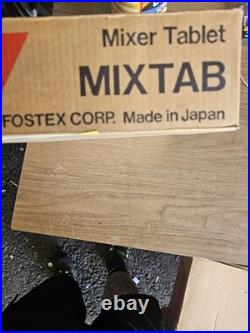 Mixer Tablet
MIXTAB
FOSTEX CORP. Made in Japan